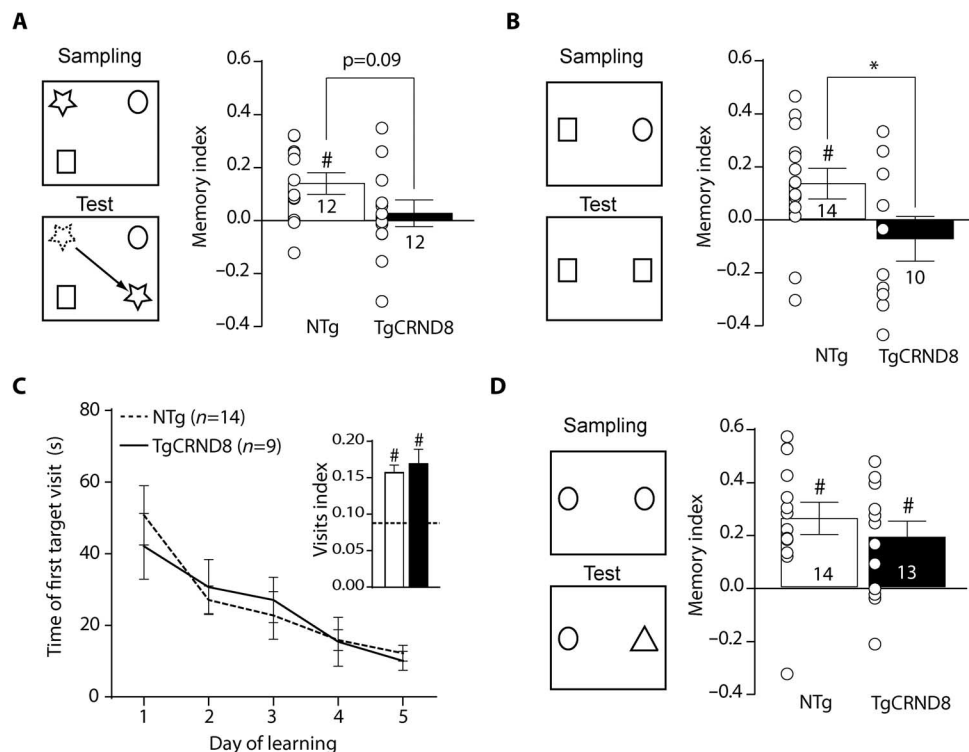 A
Sampling
Test
Memory index
0.6
0.4
0.2
0.0
−0.2
−0.4
p=0.09
#
12
12
NTg
TgCRND8
B
Sampling
Test
Memory index
0.6
0.4
0.2
0.0
−0.2
−0.4
*
#
14
10
NTg
TgCRND8
C
Time of first target visit (s)
80
60
40
20
0
NTg (n=14)
TgCRND8 (n=9)
Visits index
0.20
0.15
0.10
0.05
0.00
# #
1 2 3 4 5
Day of learning
D
Sampling
Test
Memory index
0.6
0.4
0.2
0.0
−0.2
−0.4
#
#
14
13
NTg
TgCRND8